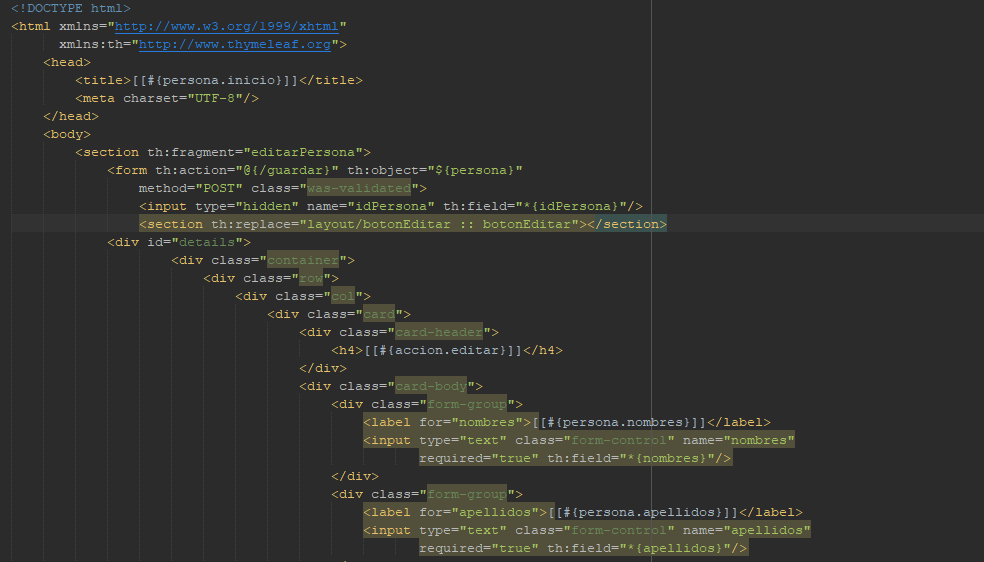 <!DOCTYPE html>
<html xmlns="http://www.w3.org/1999/xhtml"
xmlns:th="http://www.thymeleaf.org">
<head>
<title>[[#{persona.inicio}]]</title>
<meta charset="UTF-8"/>
</head>
<body>
<section th:fragment="editarPersona">
<form th:action="@{/guardar}" th:object="${persona}"
method="POST" class="was-validated">
<input type="hidden" name="idPersona" th:field="*{idPersona}"/>
<section th:replace="layout/botonEditar :: botonEditar"></section>
<div id="details">
<div class="container">
<div class="row">
<div class="col">
<div class="card">
<div class="card-header">
<h4>[[#{accion.editar}]]</h4>
</div>
<div class="card-body">
<div class="form-group">
<label for="nombres">[[#{persona.nombres}]]</label>
<input type="text" class="form-control" name="nombres"
required="true" th:field="*{nombres}"/>
</div>
<div class="form-group">
<label for="apellidos">[[#{persona.apellidos}]]</label>
<input type="text" class="form-control" name="apellidos"
required="true" th:field="*{apellidos}"/>